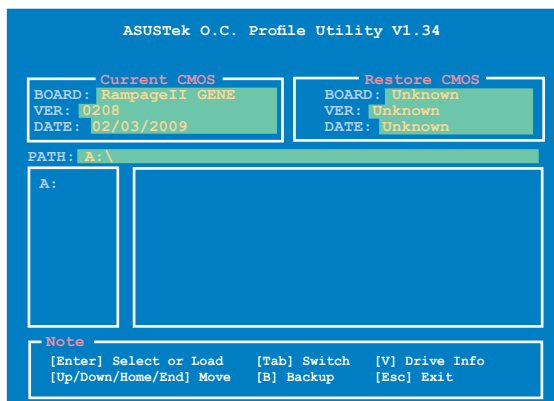 ASUSTek O.C. Profile Utility V1.34
Current CMOS
BOARD: RampageII GENE
VER: 0208
DATE: 02/03/2009
Restore CMOS
BOARD: Unknown
VER: Unknown
DATE: Unknown
PATH: A:\
A:
Note
[Enter] Select or Load [Tab] Switch [V] Drive Info
[Up/Down/Home/End] Move [B] Backup [Esc] Exit